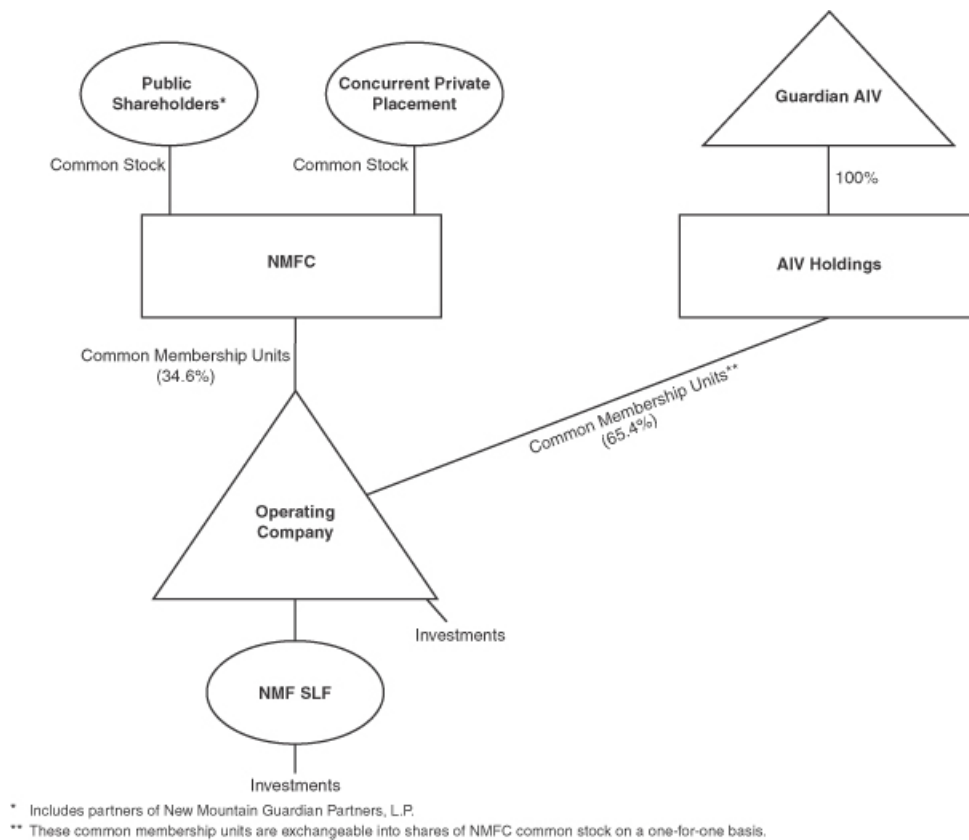 Public
Shareholders*
Concurrent Private
Placement
Guardian AIV
Common Stock
Common Stock
100%
NMFC
AIV Holdings
Common Membership Units
(34.6%)
Common Membership Units**
(65.4%)
Operating
Company
Investments
NMF SLF
Investments
* Includes partners of New Mountain Guardian Partners, L.P.
** These common membership units are exchangeable into shares of NMFC common stock on a one-for-one basis.